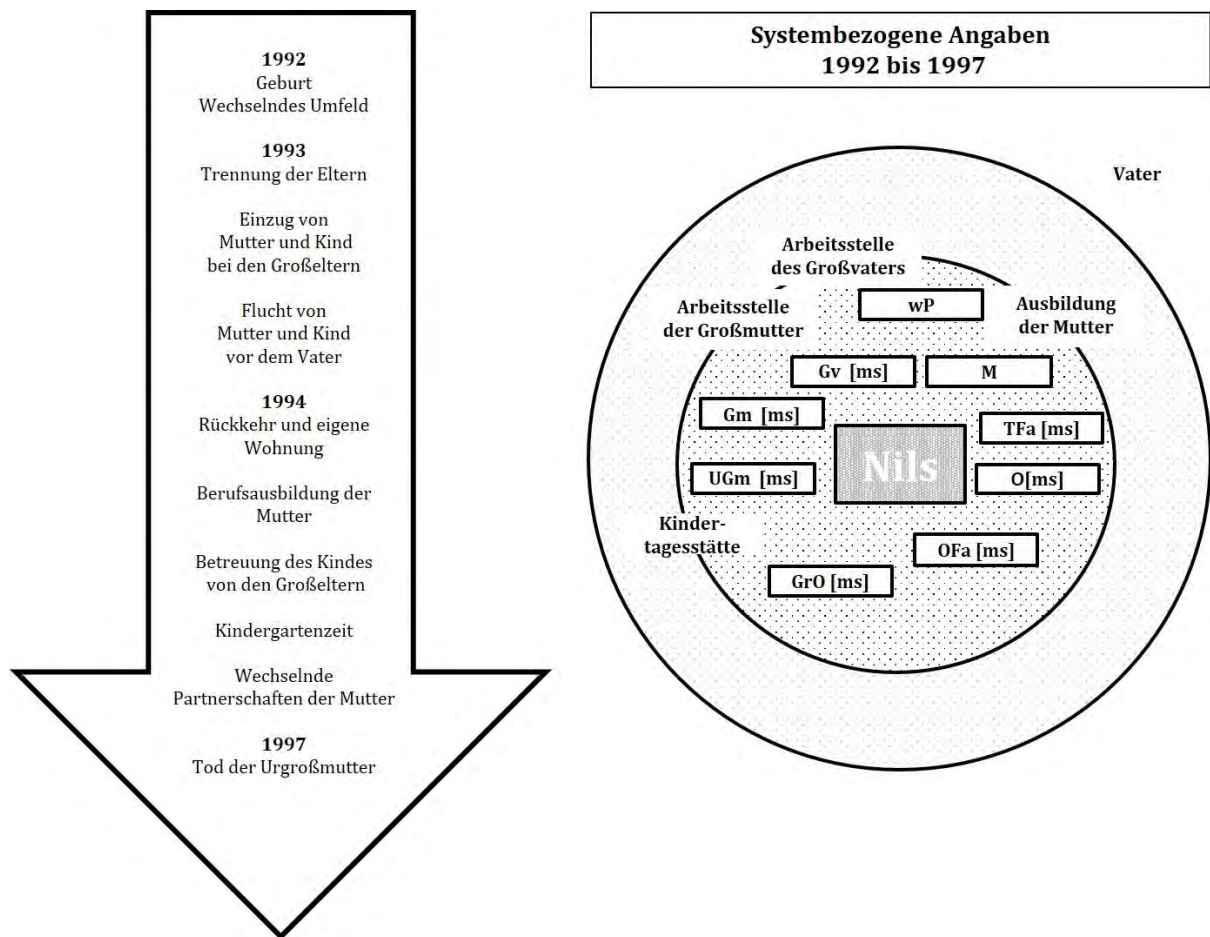 1992
Geburt
Wechselndes Umfeld
1993
Trennung der Eltern
Einzug von
Mutter und Kind
bei den Großeltern
Flucht von
Mutter und Kind
vor dem Vater
1994
Rückkehr und eigene
Wohnung
Berufsausbildung der
Mutter
Betreuung des Kindes
von den Großeltern
Kindergartenzeit
Wechselnde
Partnerschaften der Mutter
1997
Tod der Urgroßmutter
Systembezogene Angaben
1992 bis 1997
Vater
Arbeitsstelle
des Großvaters
Arbeitsstelle
der Großmutter
wP
Ausbildung
der Mutter
Gv [ms]
M
Gm [ms]
TFa [ms]
Nils
UGm [ms]
O[ms]
Kinder-
tagesstätte
OFa [ms]
GrO [ms]